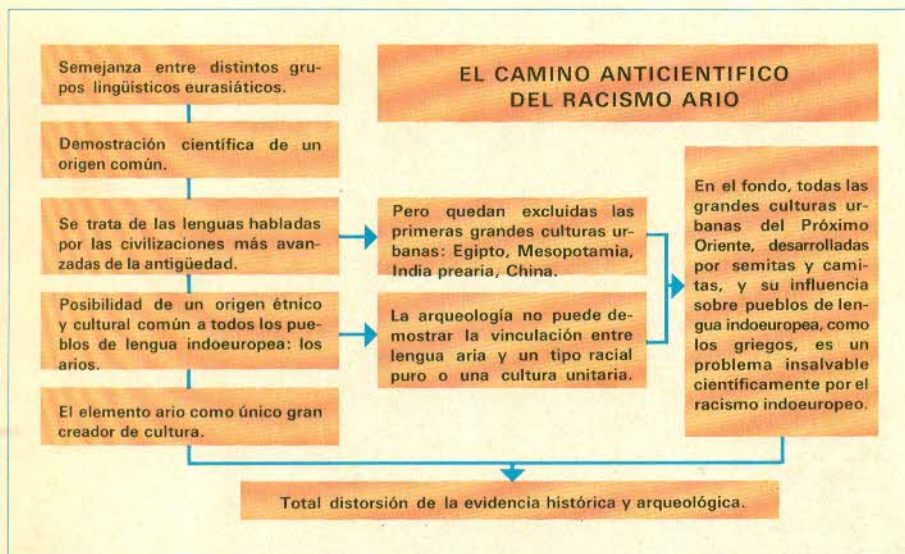 EL CAMINO ANTICIENTIFICO
DEL RACISMO ARIO
Semejanza entre distintos gru-
pos lingüísticos eurasiáticos.
Demostración científica de un
origen común.
Se trata de las lenguas habladas
por las civilizaciones más avan-
zadas de la antigüedad.
Posibilidad de un origen étnico
y cultural común a todos los pue-
blos de lengua indoeuropea: los
arios.
El elemento ario como único gran
creador de cultura.
Pero quedan excluidas las
primeras grandes culturas ur-
banas: Egipto, Mesopotamia,
India prearia, China.
La arqueología no puede de-
mostrar la vinculación entre
lengua aria y un tipo racial
puro o una cultura unitaria.
En el fondo, todas las
grandes culturas ur-
banas del Próximo
Oriente, desarrolladas
por semitas y cami-
tas, y su influencia
sobre pueblos de len-
gua indoeuropea, como
los griegos, es un
problema insalvable
científicamente por el
racismo indoeuropeo.
Total distorsión de la evidencia histórica y arqueológica.